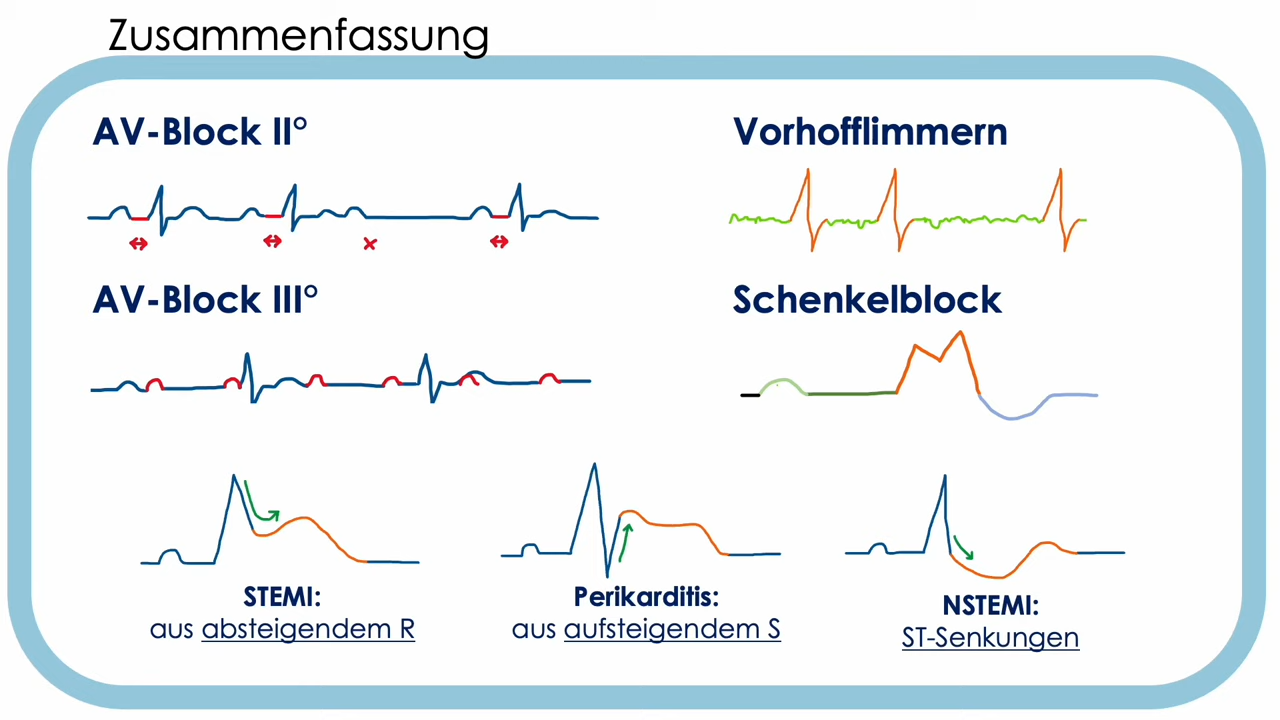 Zusammenfassung
AV-Block II°
Vorhofflimmern
AV-Block III°
Schenkelblock
STEMI:
aus absteigendem R
Perikarditis:
aus aufsteigendem S
NSTEMI:
ST-Senkungen